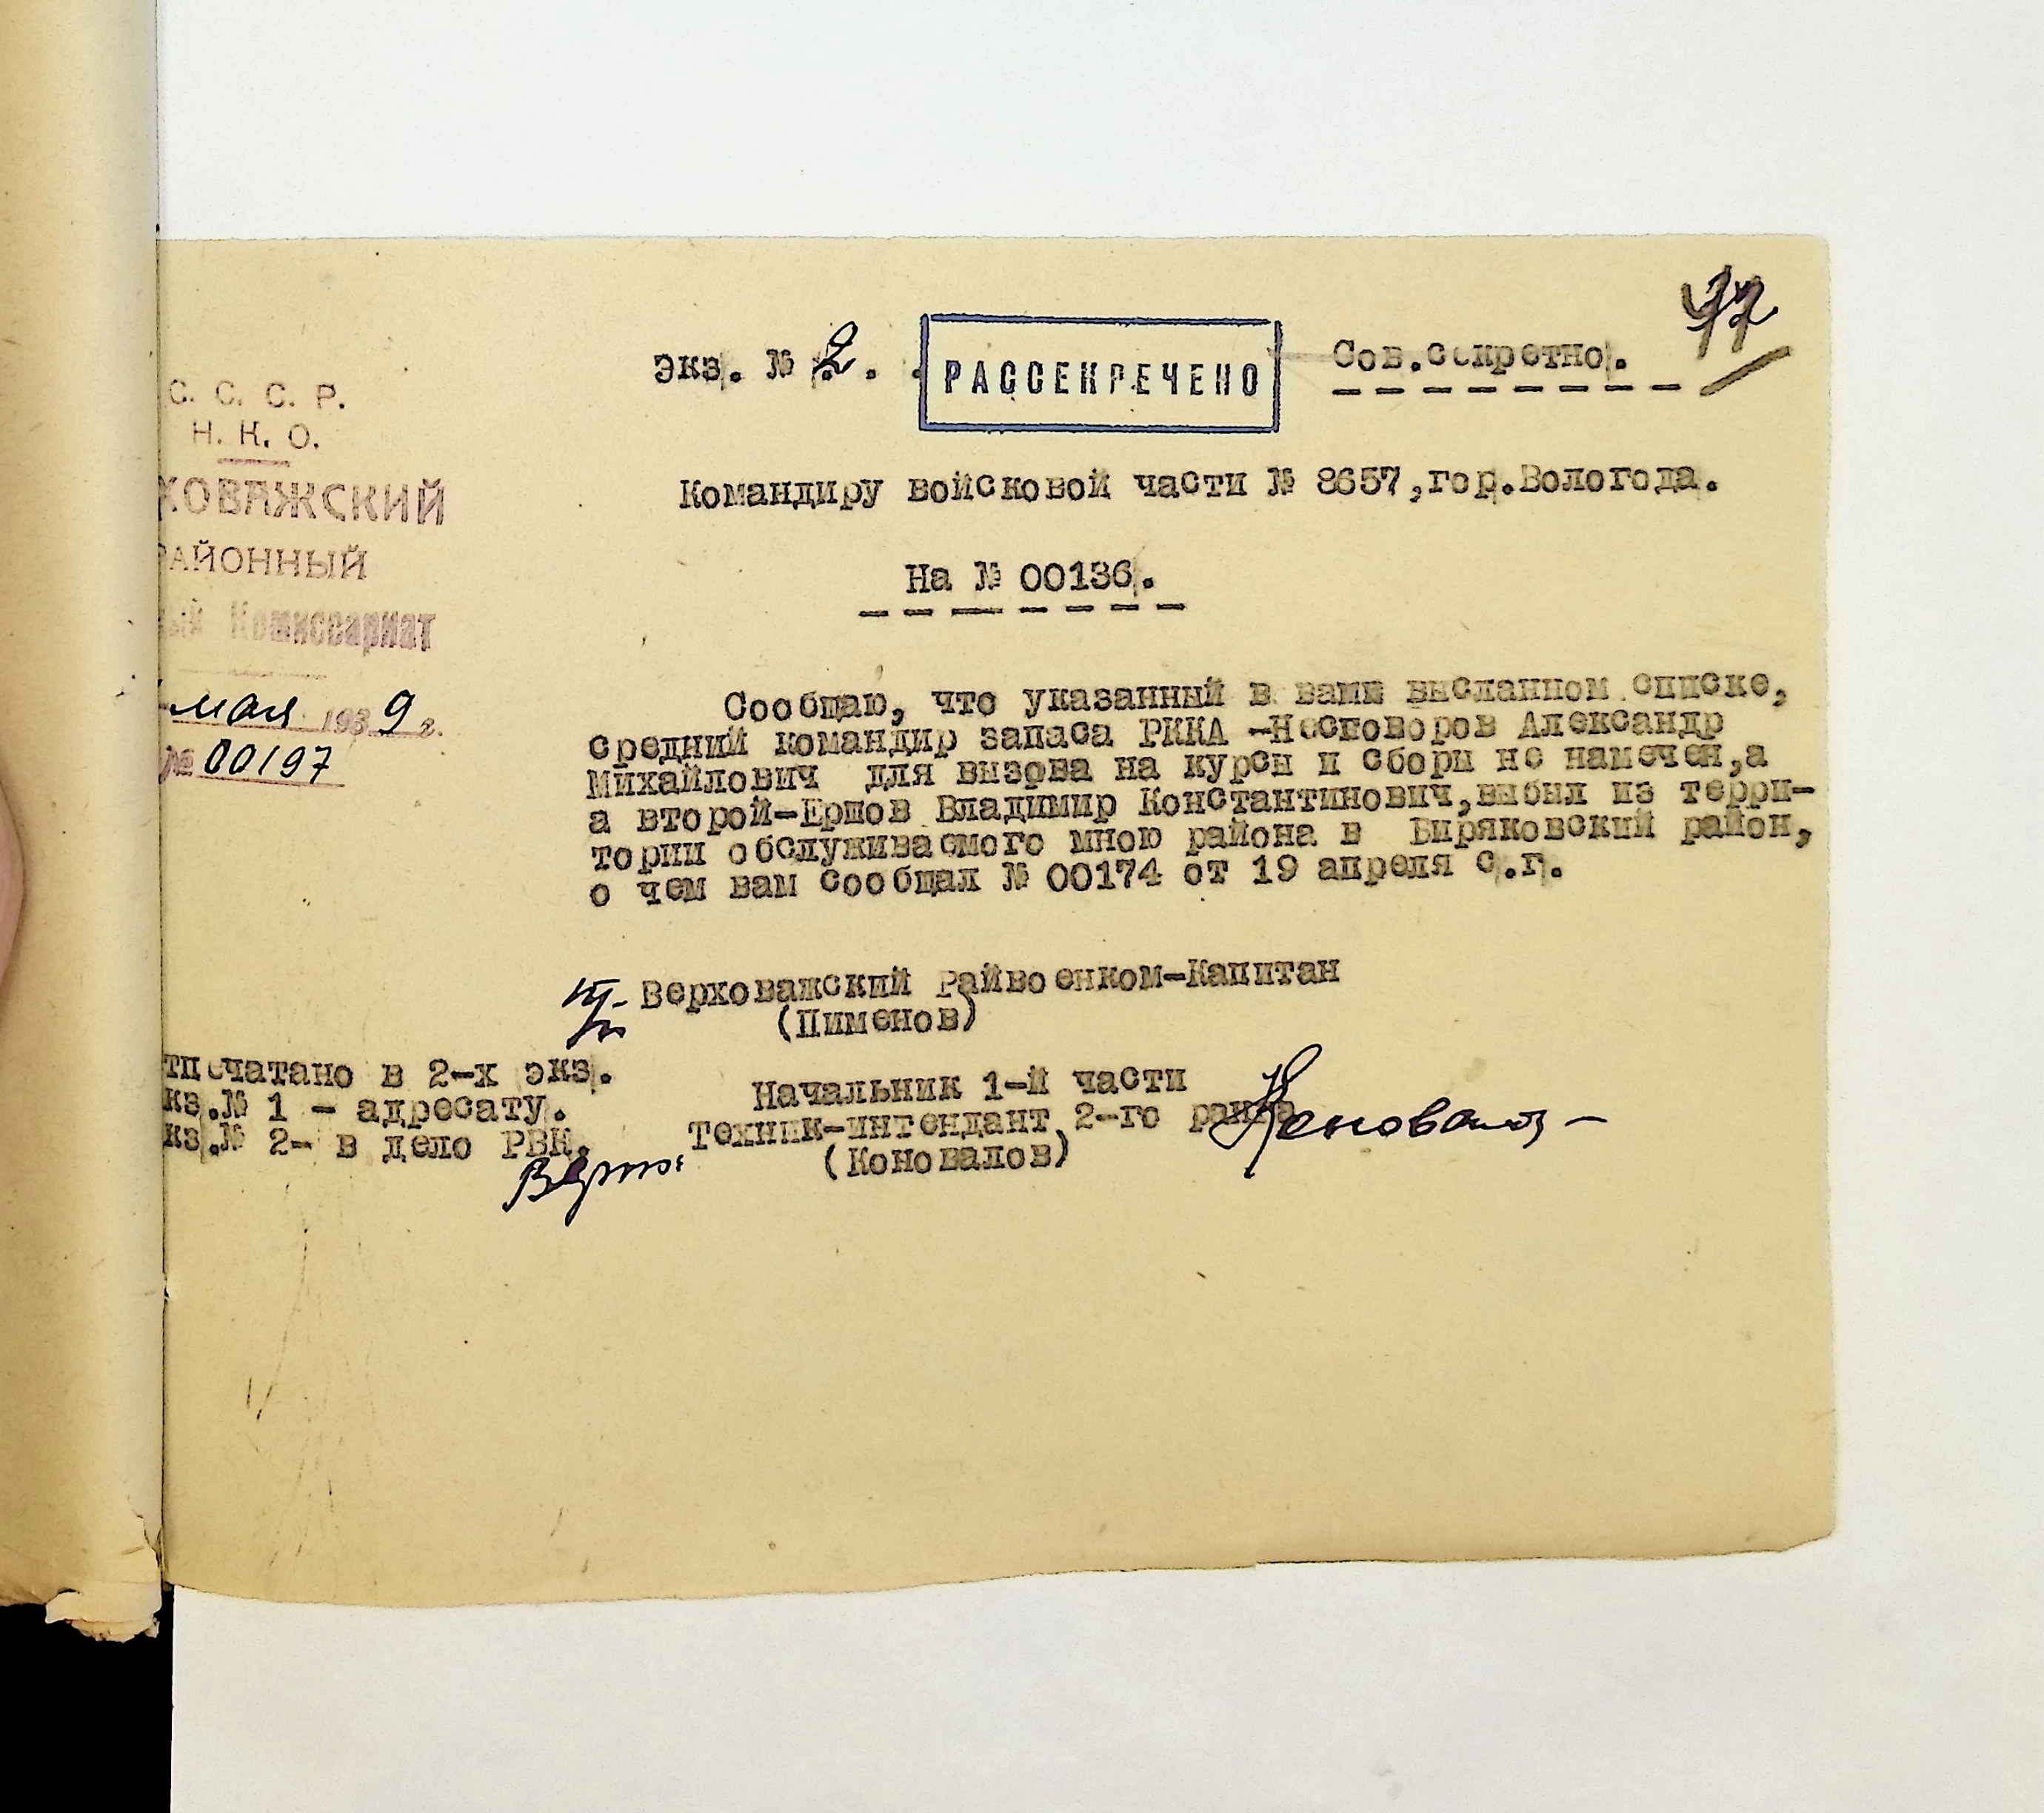 экз. № 2.
РАССЕКРЕЧЕНО
Сов.секретно.
С. С. С. Р.
Н. К. О.
ХОВАЖСКИЙ
РАЙОННЫЙ
ый Комиссариат
мая 1939 г.
№ 00197
Командиру войсковой части № 8657,гор.Вологода.
На № 00136.
Сообщаю, что указанный в вами высланном списке,
средний командир запаса РККА -Несговоров Александр
Михайлович для вызова на курсы и сборы не намечен,а
а второй-Ершов Владимир Константинович,выбыл из терри-
тории обслуживаемого мною района в Биряковский район,
о чем вам сообщал № 00174 от 19 апреля с.г.
Верховажский Райвоенком-Капитан
(Пименов)
тпечатано в 2-х экз.
кз.№ 1 - адресату.
кз.№ 2- в дело РВК.
Начальник 1-й части
Техник-интендант 2-го ранга
(Коновалов)
Верно:
Коновалов